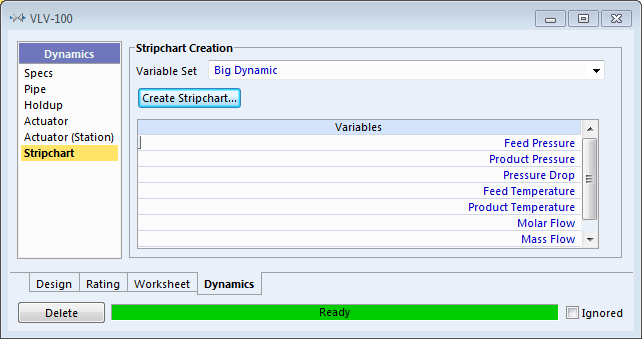 VLV-100
Dynamics
Specs
Pipe
Holdup
Actuator
Actuator (Station)
Stripchart
Stripchart Creation
Variable Set Big Dynamic
Create Stripchart...
Variables
Feed Pressure
Product Pressure
Pressure Drop
Feed Temperature
Product Temperature
Molar Flow
Mass Flow
Design Rating Worksheet Dynamics
Delete Ready Ignored